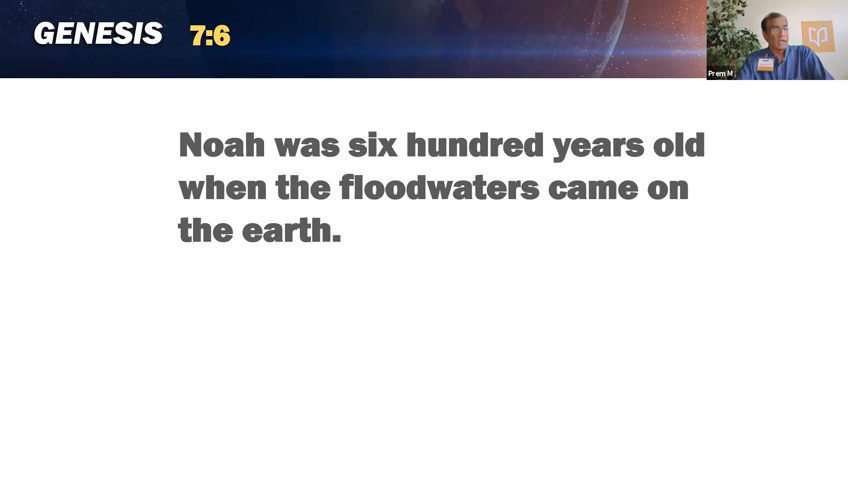 GENESIS 7:6
Prem M
Noah was six hundred years old
when the floodwaters came on
the earth.